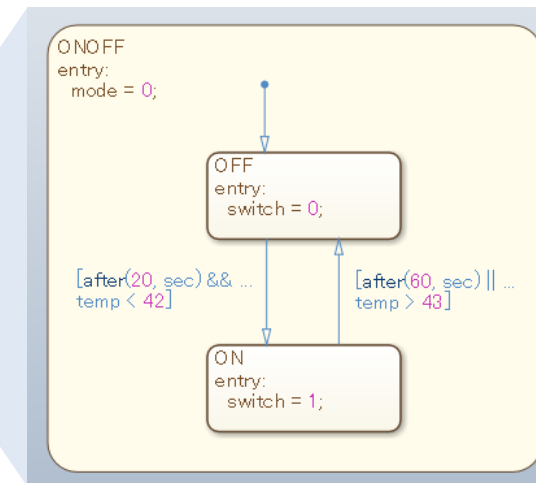 ONOFF
entry:
mode = 0;
OFF
entry:
switch = 0;
[after(20, sec) && ...
temp < 42]
[after(60, sec) || ...
temp > 43]
ON
entry:
switch = 1;